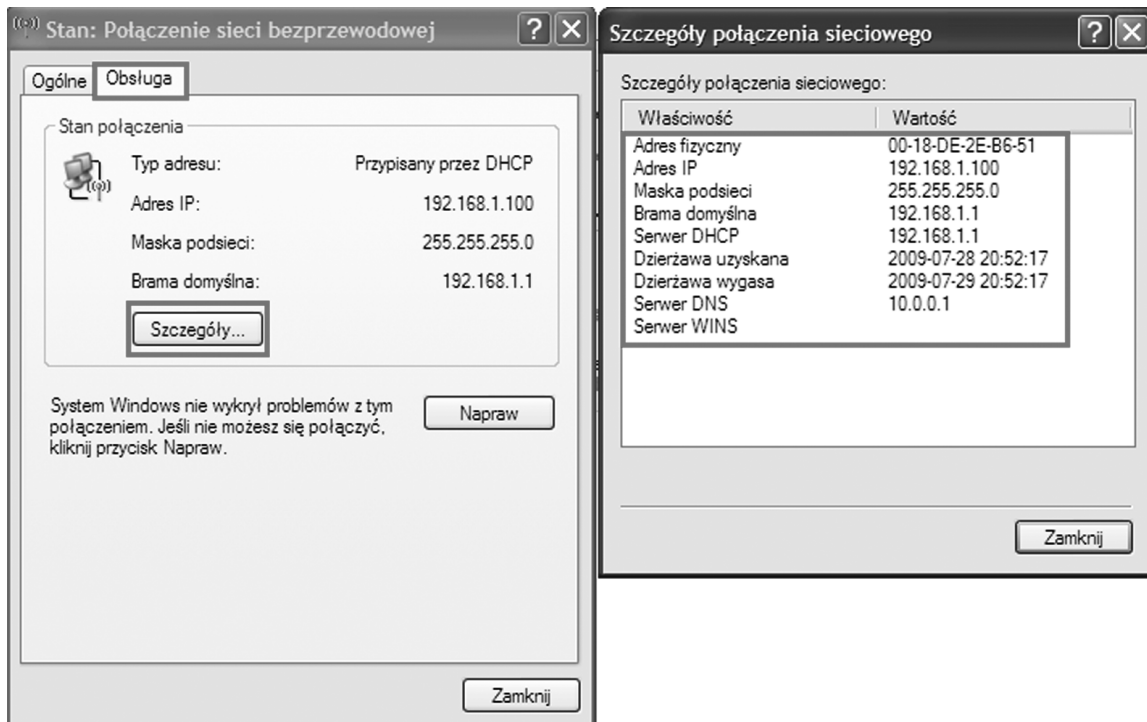 Stan: Połączenie sieci bezprzewodowej
Ogólne
Obsługa
Stan połączenia
Typ adresu: Przypisany przez DHCP
Adres IP: 192.168.1.100
Maska podsieci: 255.255.255.0
Brama domyślna: 192.168.1.1
Szczegóły...
System Windows nie wykrył problemów z tym
połączeniem. Jeśli nie możesz się połączyć,
kliknij przycisk Napraw.
Napraw
Zamknij
Szczegóły połączenia sieciowego
Szczegóły połączenia sieciowego:
Właściwość Wartość
Adres fizyczny 00-18-DE-2E-B6-51
Adres IP 192.168.1.100
Maska podsieci 255.255.255.0
Brama domyślna 192.168.1.1
Serwer DHCP 192.168.1.1
Dzierżawa uzyskana 2009-07-28 20:52:17
Dzierżawa wygasa 2009-07-29 20:52:17
Serwer DNS 10.0.0.1
Serwer WINS
Zamknij